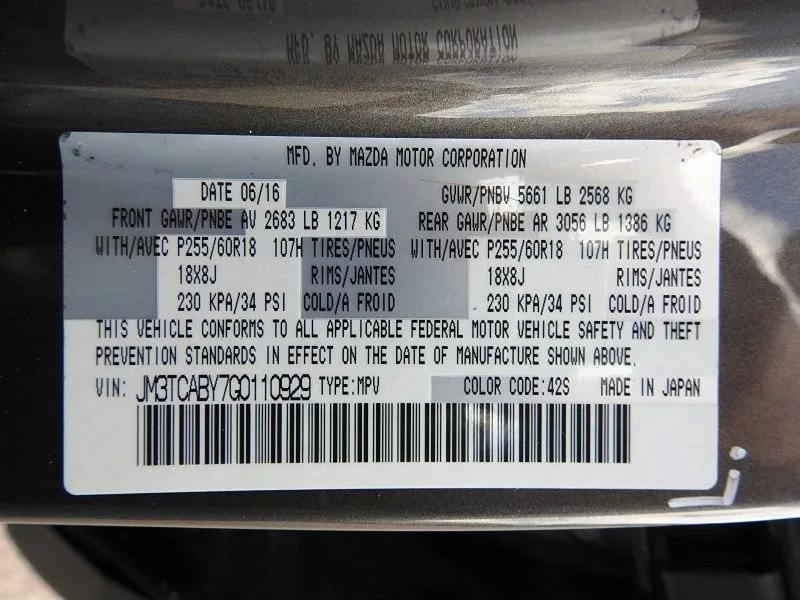 MFD. BY MAZDA MOTOR CORPORATION
DATE 06/16 GVWR/PNBV 5661 LB 2568 KG
FRONT GAWR/PNBE AV 2683 LB 1217 KG REAR GAWR/PNBE AR 3056 LB 1386 KG
WITH/AVEC P255/60R18 107H TIRES/PNEUS WITH/AVEC P255/60R18 107H TIRES/PNEUS
18X8J RIMS/JANTES 18X8J RIMS/JANTES
230 KPA/34 PSI COLD/A FROID 230 KPA/34 PSI COLD/A FROID
THIS VEHICLE CONFORMS TO ALL APPLICABLE FEDERAL MOTOR VEHICLE SAFETY AND THEFT
PREVENTION STANDARDS IN EFFECT ON THE DATE OF MANUFACTURE SHOWN ABOVE.
VIN: JM3TCABY7G0110929 TYPE:MPV COLOR CODE:42S MADE IN JAPAN